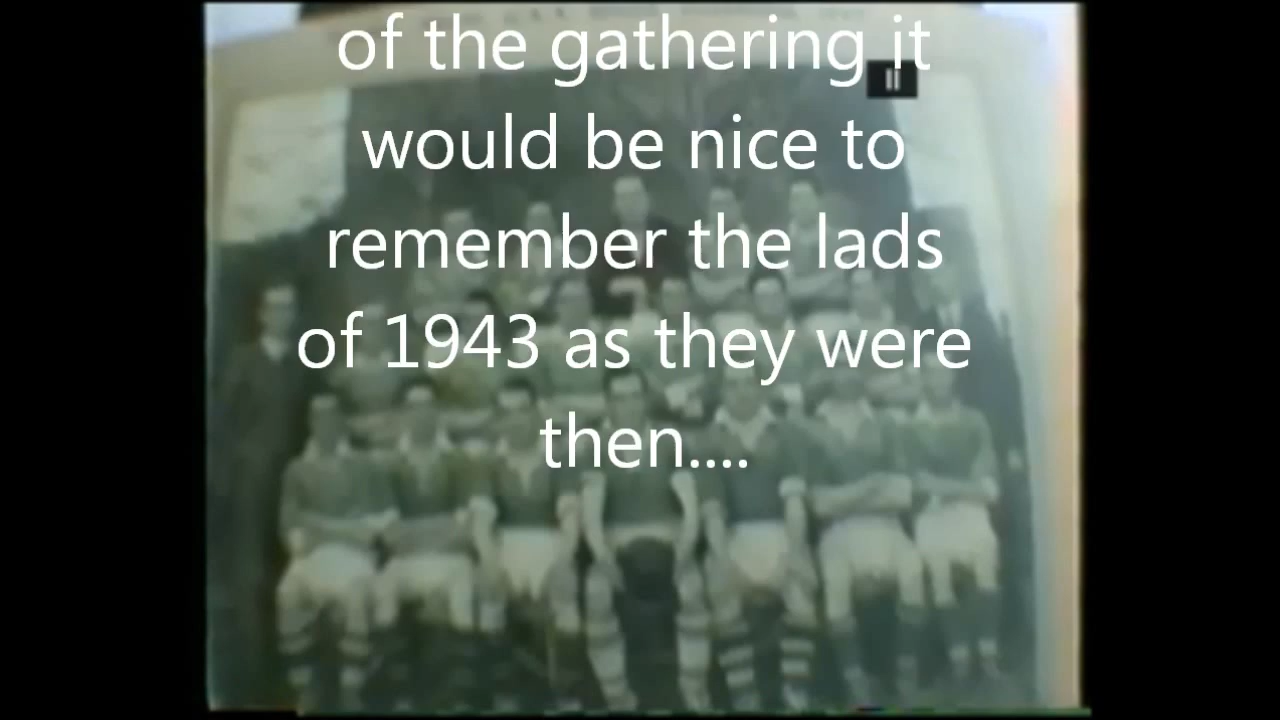 of the gathering it
would be nice to
remember the lads
of 1943 as they were
then....